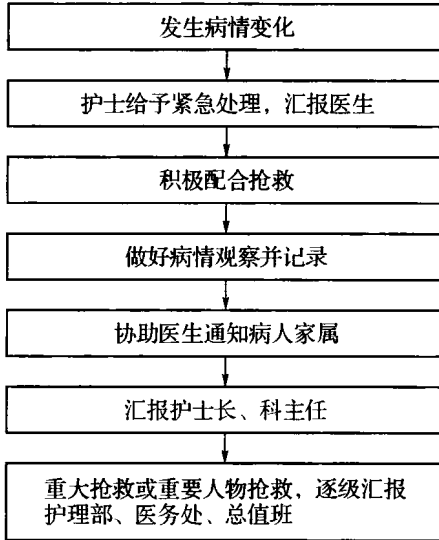 发生病情变化
护士给予紧急处理，汇报医生
积极配合抢救
做好病情观察并记录
协助医生通知病人家属
汇报护士长、科主任
重大抢救或重要人物抢救，逐级汇报
护理部、医务处、总值班